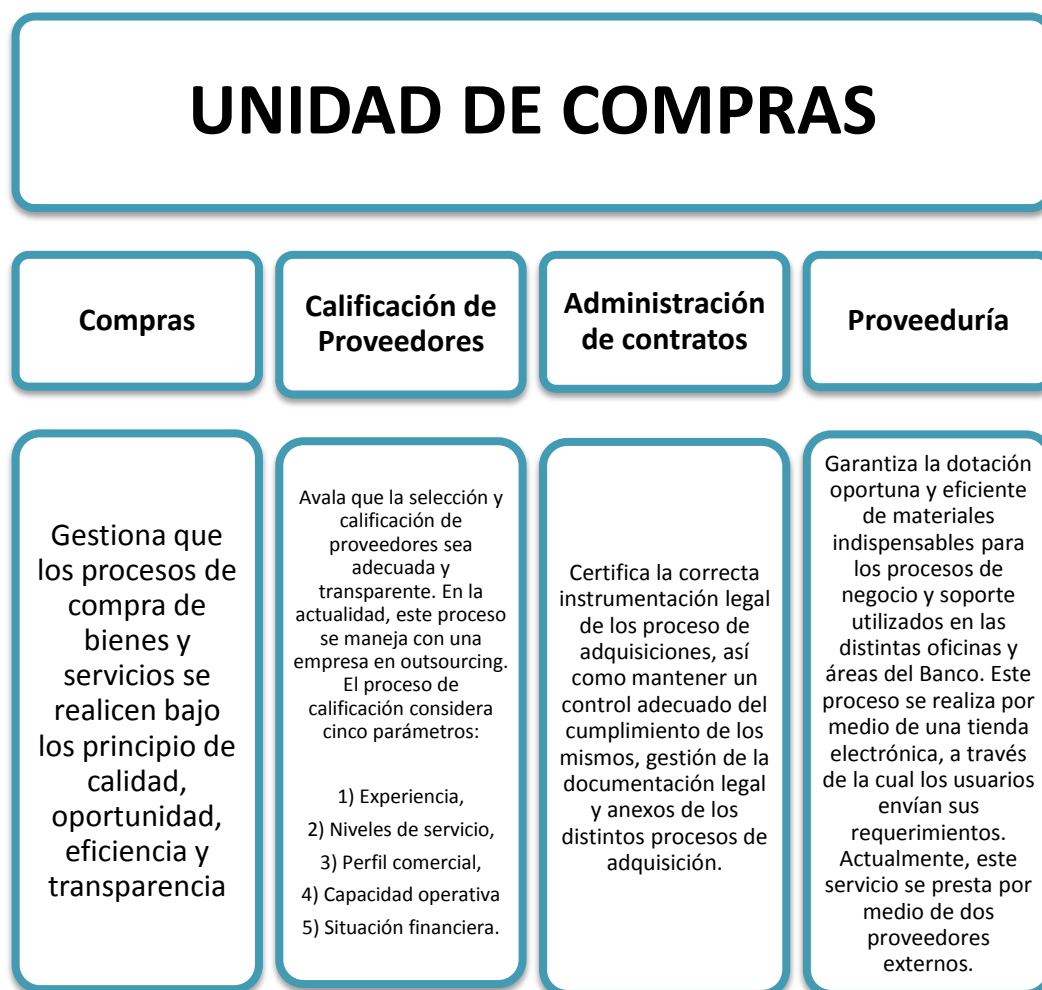 UNIDAD DE COMPRAS
Compras
Calificación de
Proveedores
Administración
de contratos
Proveeduría
Gestiona que
los procesos de
compra de
bienes y
servicios se
realicen bajo
los principio de
calidad,
oportunidad,
eficiencia y
transparencia
Avala que la selección y
calificación de
proveedores sea
adecuada y
transparente. En la
actualidad, este proceso
se maneja con una
empresa en outsourcing.
El proceso de
calificación considera
cinco parámetros:
1) Experiencia,
2) Niveles de servicio,
3) Perfil comercial,
4) Capacidad operativa
5) Situación financiera.
Certifica la correcta
instrumentación legal
de los proceso de
adquisiciones, así
como mantener un
control adecuado del
cumplimiento de los
mismos, gestión de la
documentación legal
y anexos de los
distintos procesos de
adquisición.
Garantiza la dotación
oportuna y eficiente
de materiales
indispensables para
los procesos de
negocio y soporte
utilizados en las
distintas oficinas y
áreas del Banco. Este
proceso se realiza por
medio de una tienda
electrónica, a través
de la cual los usuarios
envían sus
requerimientos.
Actualmente, este
servicio se presta por
medio de dos
proveedores
externos.